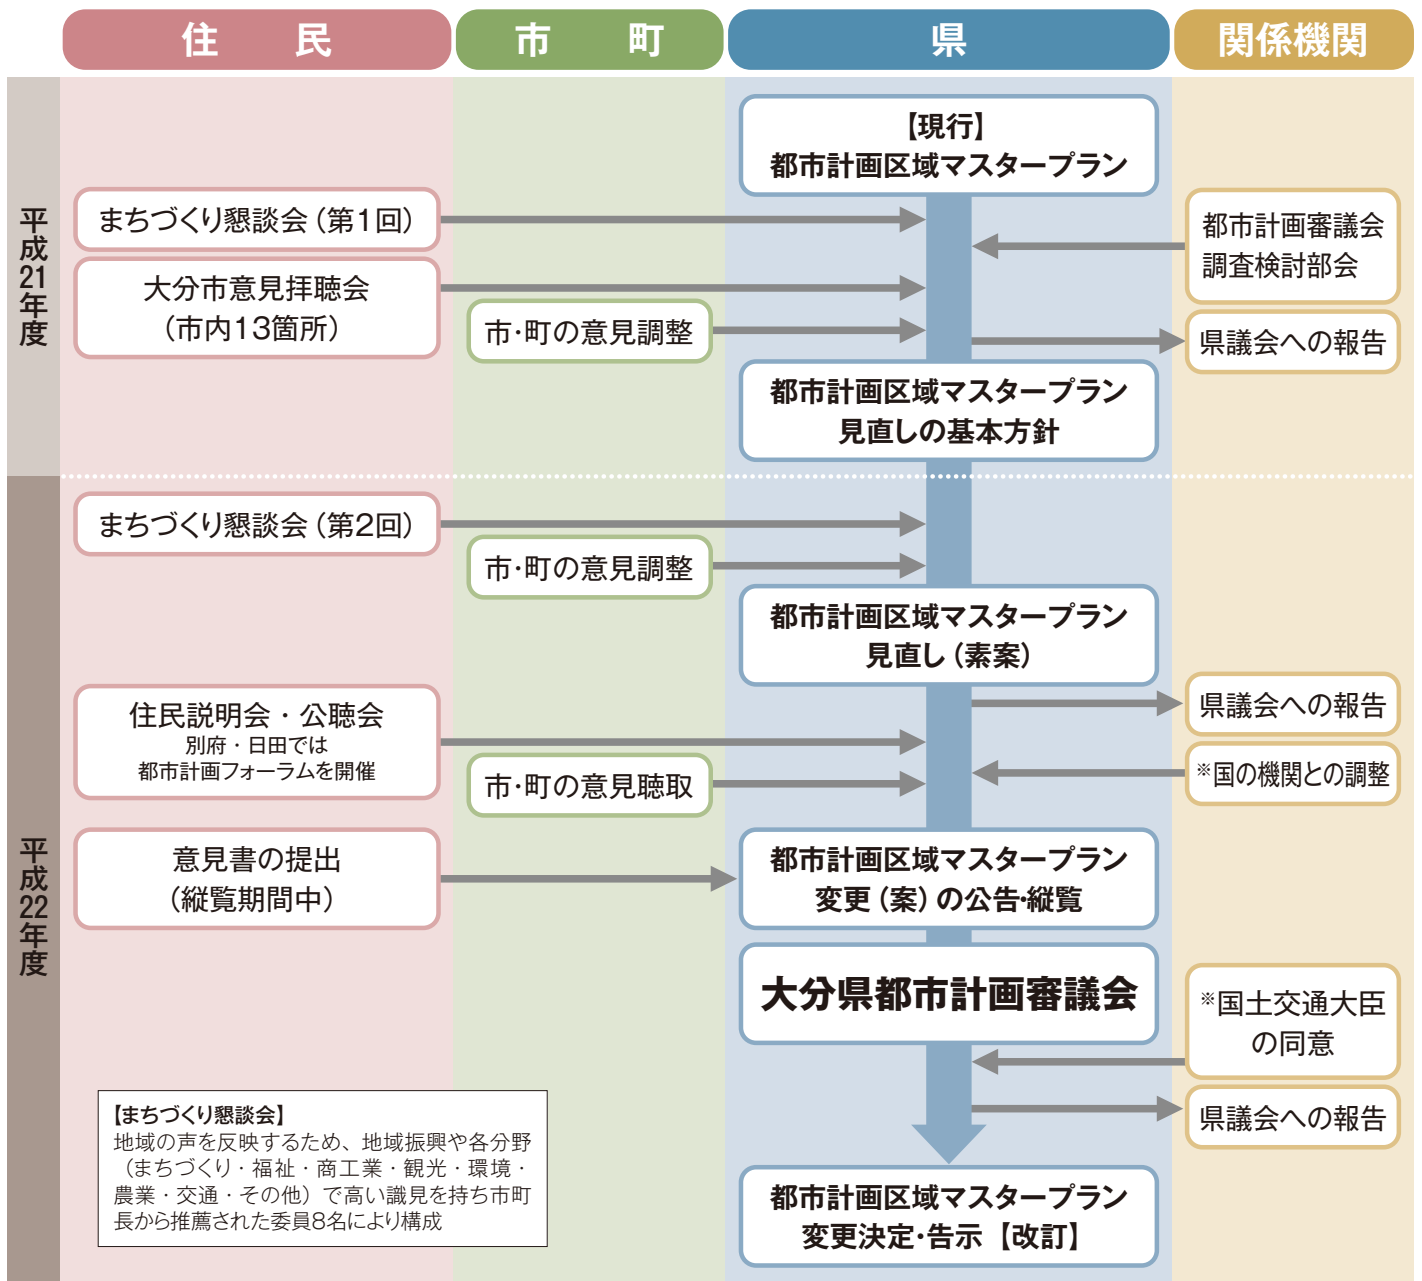 住　民
市　町
県
関係機関
平成21年度
【現行】
都市計画区域マスタープラン
まちづくり懇談会（第1回）
都市計画審議会
調査検討部会
大分市意見拝聴会
（市内13箇所）
市・町の意見調整
県議会への報告
都市計画区域マスタープラン
見直しの基本方針
平成22年度
まちづくり懇談会（第2回）
市・町の意見調整
都市計画区域マスタープラン
見直し（素案）
県議会への報告
住民説明会・公聴会
別府・日田では
都市計画フォーラムを開催
※国の機関との調整
市・町の意見聴取
意見書の提出
（縦覧期間中）
都市計画区域マスタープラン
変更（案）の公告・縦覧
大分県都市計画審議会
※国土交通大臣
の同意
県議会への報告
【まちづくり懇談会】
地域の声を反映するため、地域振興や各分野
（まちづくり・福祉・商工業・観光・環境・
農業・交通・その他）で高い識見を持ち市町
長から推薦された委員8名により構成
都市計画区域マスタープラン
変更決定・告示【改訂】